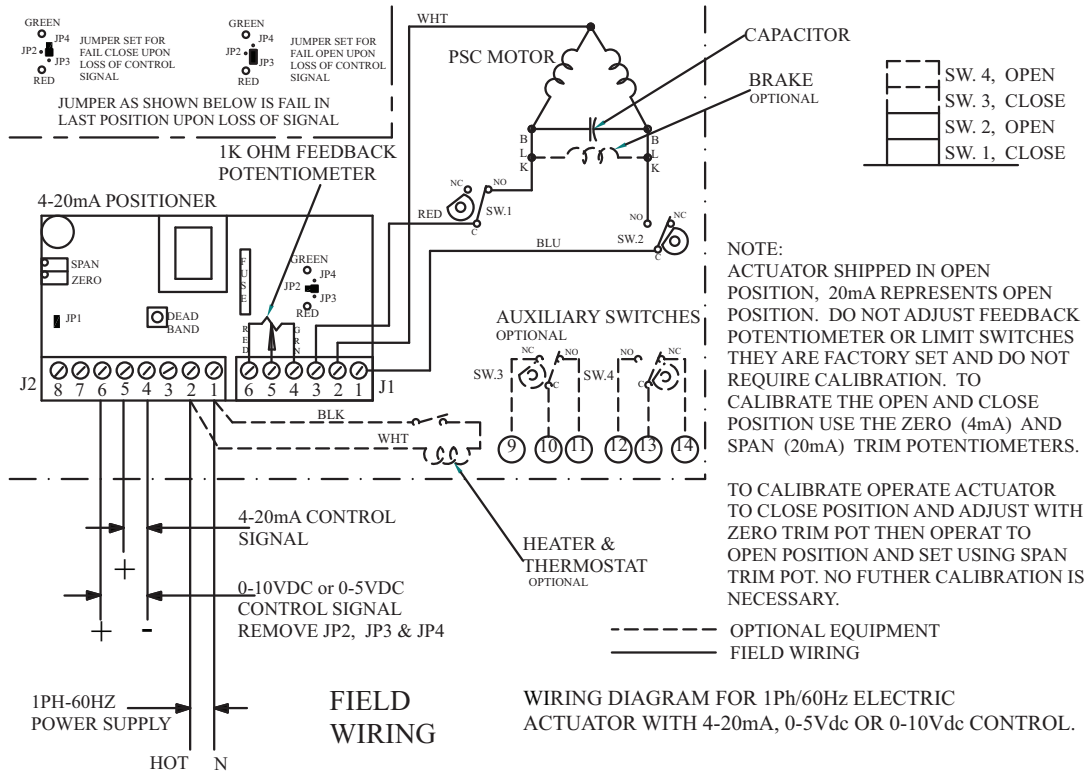 GREEN
JP4
JP2
JP3
RED
JUMPER SET FOR
FAIL CLOSE UPON
LOSS OF CONTROL
SIGNAL
GREEN
JP4
JP2
JP3
RED
JUMPER SET FOR
FAIL OPEN UPON
LOSS OF CONTROL
SIGNAL
JUMPER AS SHOWN BELOW IS FAIL IN
LAST POSITION UPON LOSS OF SIGNAL
WHT
PSC MOTOR
CAPACITOR
BRAKE
OPTIONAL
BLK
BLK
SW. 4, OPEN
SW. 3, CLOSE
SW. 2, OPEN
SW. 1, CLOSE
1K OHM FEEDBACK
POTENTIOMETER
4-20mA POSITIONER
NC
NO
RED
SW.1
C
NO
NC
BLU
SW.2
C
SPAN
ZERO
JP1
DEAD
BAND
FUSE
GREEN
JP4
JP2
JP3
RED
RED
GRN
J2
8 7 6 5 4 3 2 1
6 5 4 3 2 1
J1
AUXILIARY SWITCHES
OPTIONAL
NC
NO
SW.3
C
NO
NC
SW.4
C
9 10 11 12 13 14
BLK
WHT
NOTE:
ACTUATOR SHIPPED IN OPEN
POSITION, 20mA REPRESENTS OPEN
POSITION. DO NOT ADJUST FEEDBACK
POTENTIOMETER OR LIMIT SWITCHES
THEY ARE FACTORY SET AND DO NOT
REQUIRE CALIBRATION. TO
CALIBRATE THE OPEN AND CLOSE
POSITION USE THE ZERO (4mA) AND
SPAN (20mA) TRIM POTENTIOMETERS.
TO CALIBRATE OPERATE ACTUATOR
TO CLOSE POSITION AND ADJUST WITH
ZERO TRIM POT THEN OPERAT TO
OPEN POSITION AND SET USING SPAN
TRIM POT. NO FUTHER CALIBRATION IS
NECESSARY.
4-20mA CONTROL
SIGNAL
+
0-10VDC or 0-5VDC
CONTROL SIGNAL
REMOVE JP2, JP3 & JP4
+ -
HEATER &
THERMOSTAT
OPTIONAL
OPTIONAL EQUIPMENT
FIELD WIRING
1PH-60HZ
POWER SUPPLY
HOT N
FIELD
WIRING
WIRING DIAGRAM FOR 1Ph/60Hz ELECTRIC
ACTUATOR WITH 4-20mA, 0-5Vdc OR 0-10Vdc CONTROL.